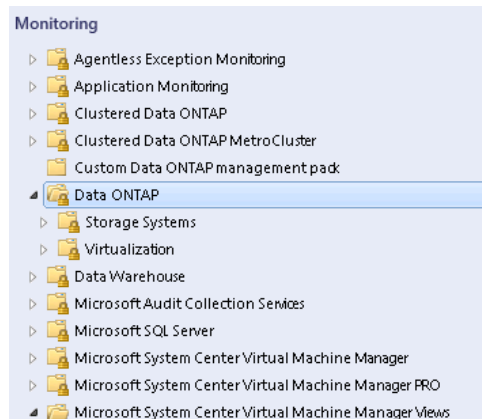 Monitoring
Agentless Exception Monitoring
Application Monitoring
Clustered Data ONTAP
Clustered Data ONTAP MetroCluster
Custom Data ONTAP management pack
Data ONTAP
Storage Systems
Virtualization
Data Warehouse
Microsoft Audit Collection Services
Microsoft SQL Server
Microsoft System Center Virtual Machine Manager
Microsoft System Center Virtual Machine Manager PRO
Microsoft System Center Virtual Machine Manager Views